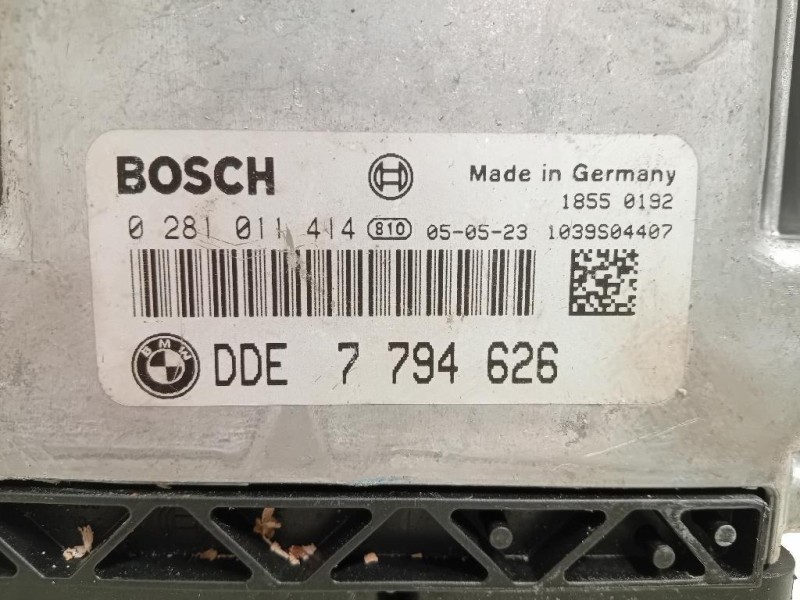 BOSCH Made in Germany
1855 0192
0 281 011 414 810 05-05-23 1039S04407
BMW DDE 7 794 626